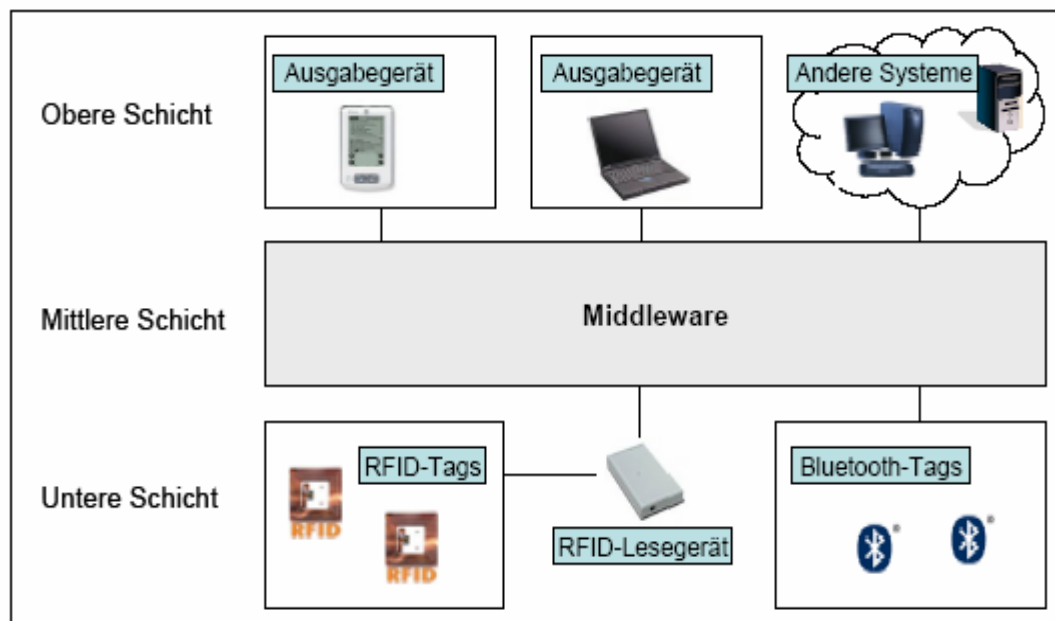 Obere Schicht
Ausgabegerät
Ausgabegerät
Andere Systeme
Mittlere Schicht
Middleware
Untere Schicht
RFID-Tags
RFID
RFID
RFID-Lesegerät
Bluetooth-Tags
®
®